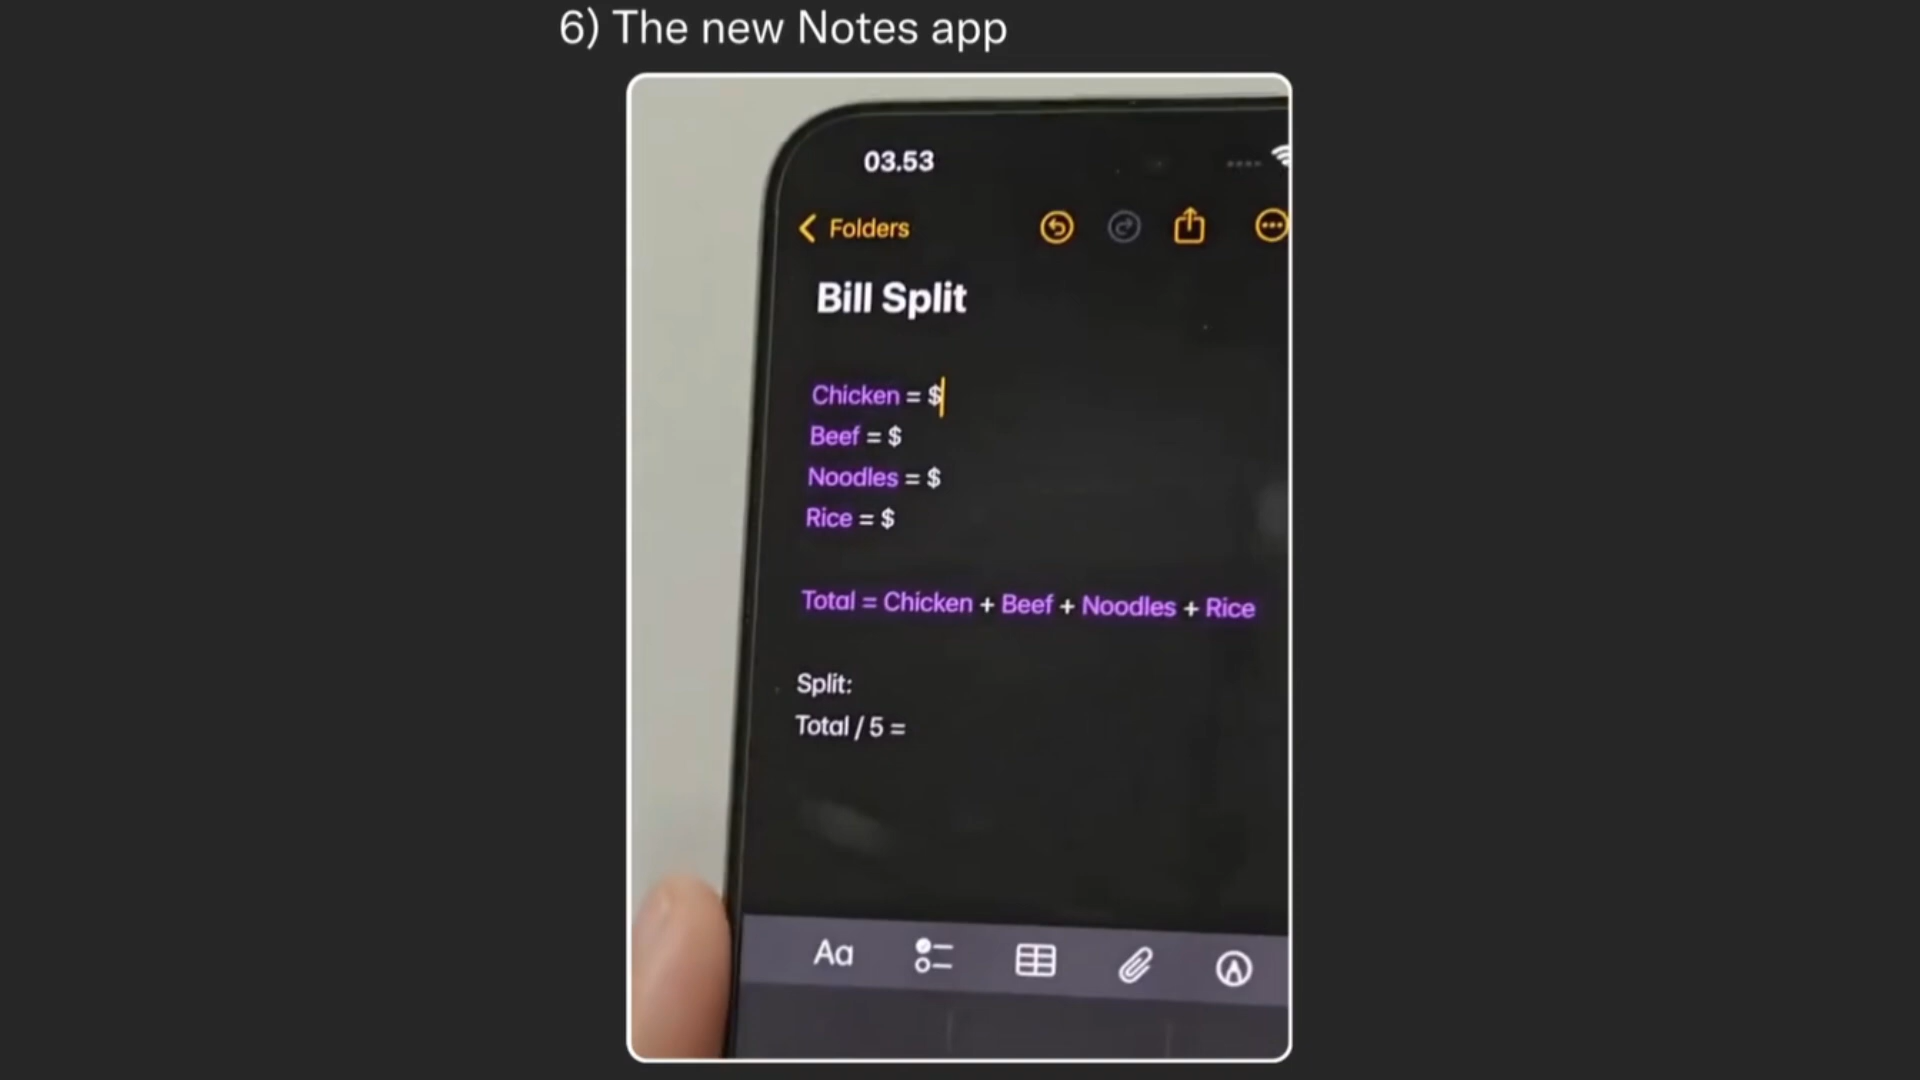 6) The new Notes app
03.53
Folders
Bill Split
Chicken = $
Beef = $
Noodles = $
Rice = $
Total = Chicken + Beef + Noodles + Rice
Split:
Total / 5 =
Aa